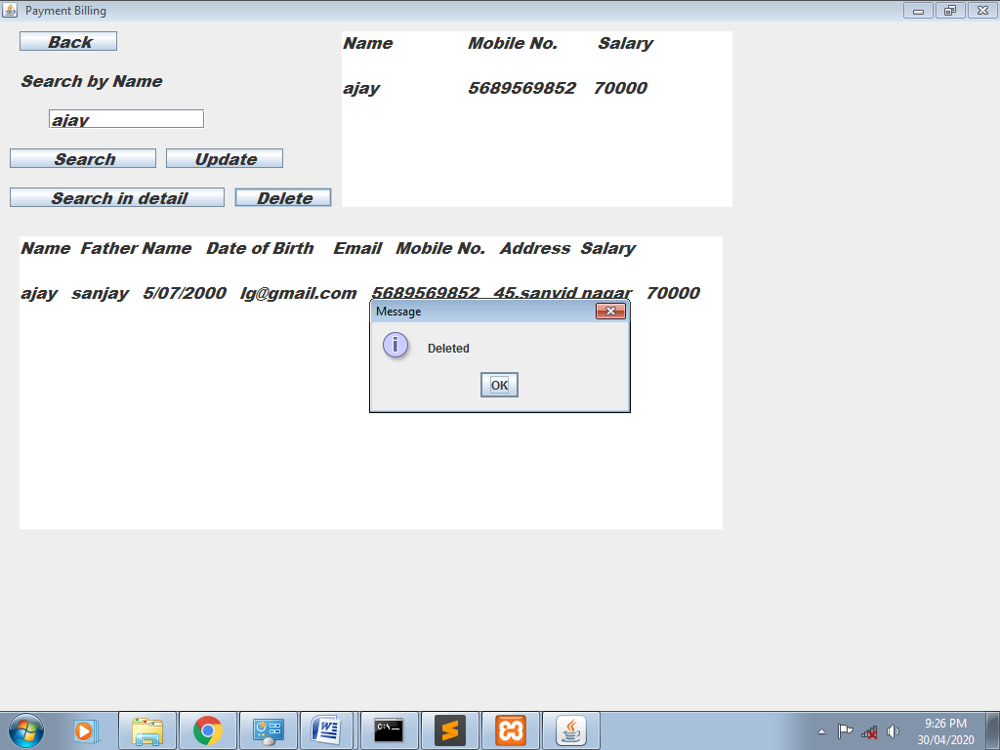 Payment Billing
Back
Search by Name
ajay
Search Update
Search in detail Delete
Name Mobile No. Salary
ajay 5689569852 70000
Name Father Name Date of Birth Email Mobile No. Address Salary
ajay sanjay 5/07/2000 lg@gmail.com 5689569852 45,sanvid nagar 70000
Message
Deleted
OK
C:\_
9:26 PM
30/04/2020